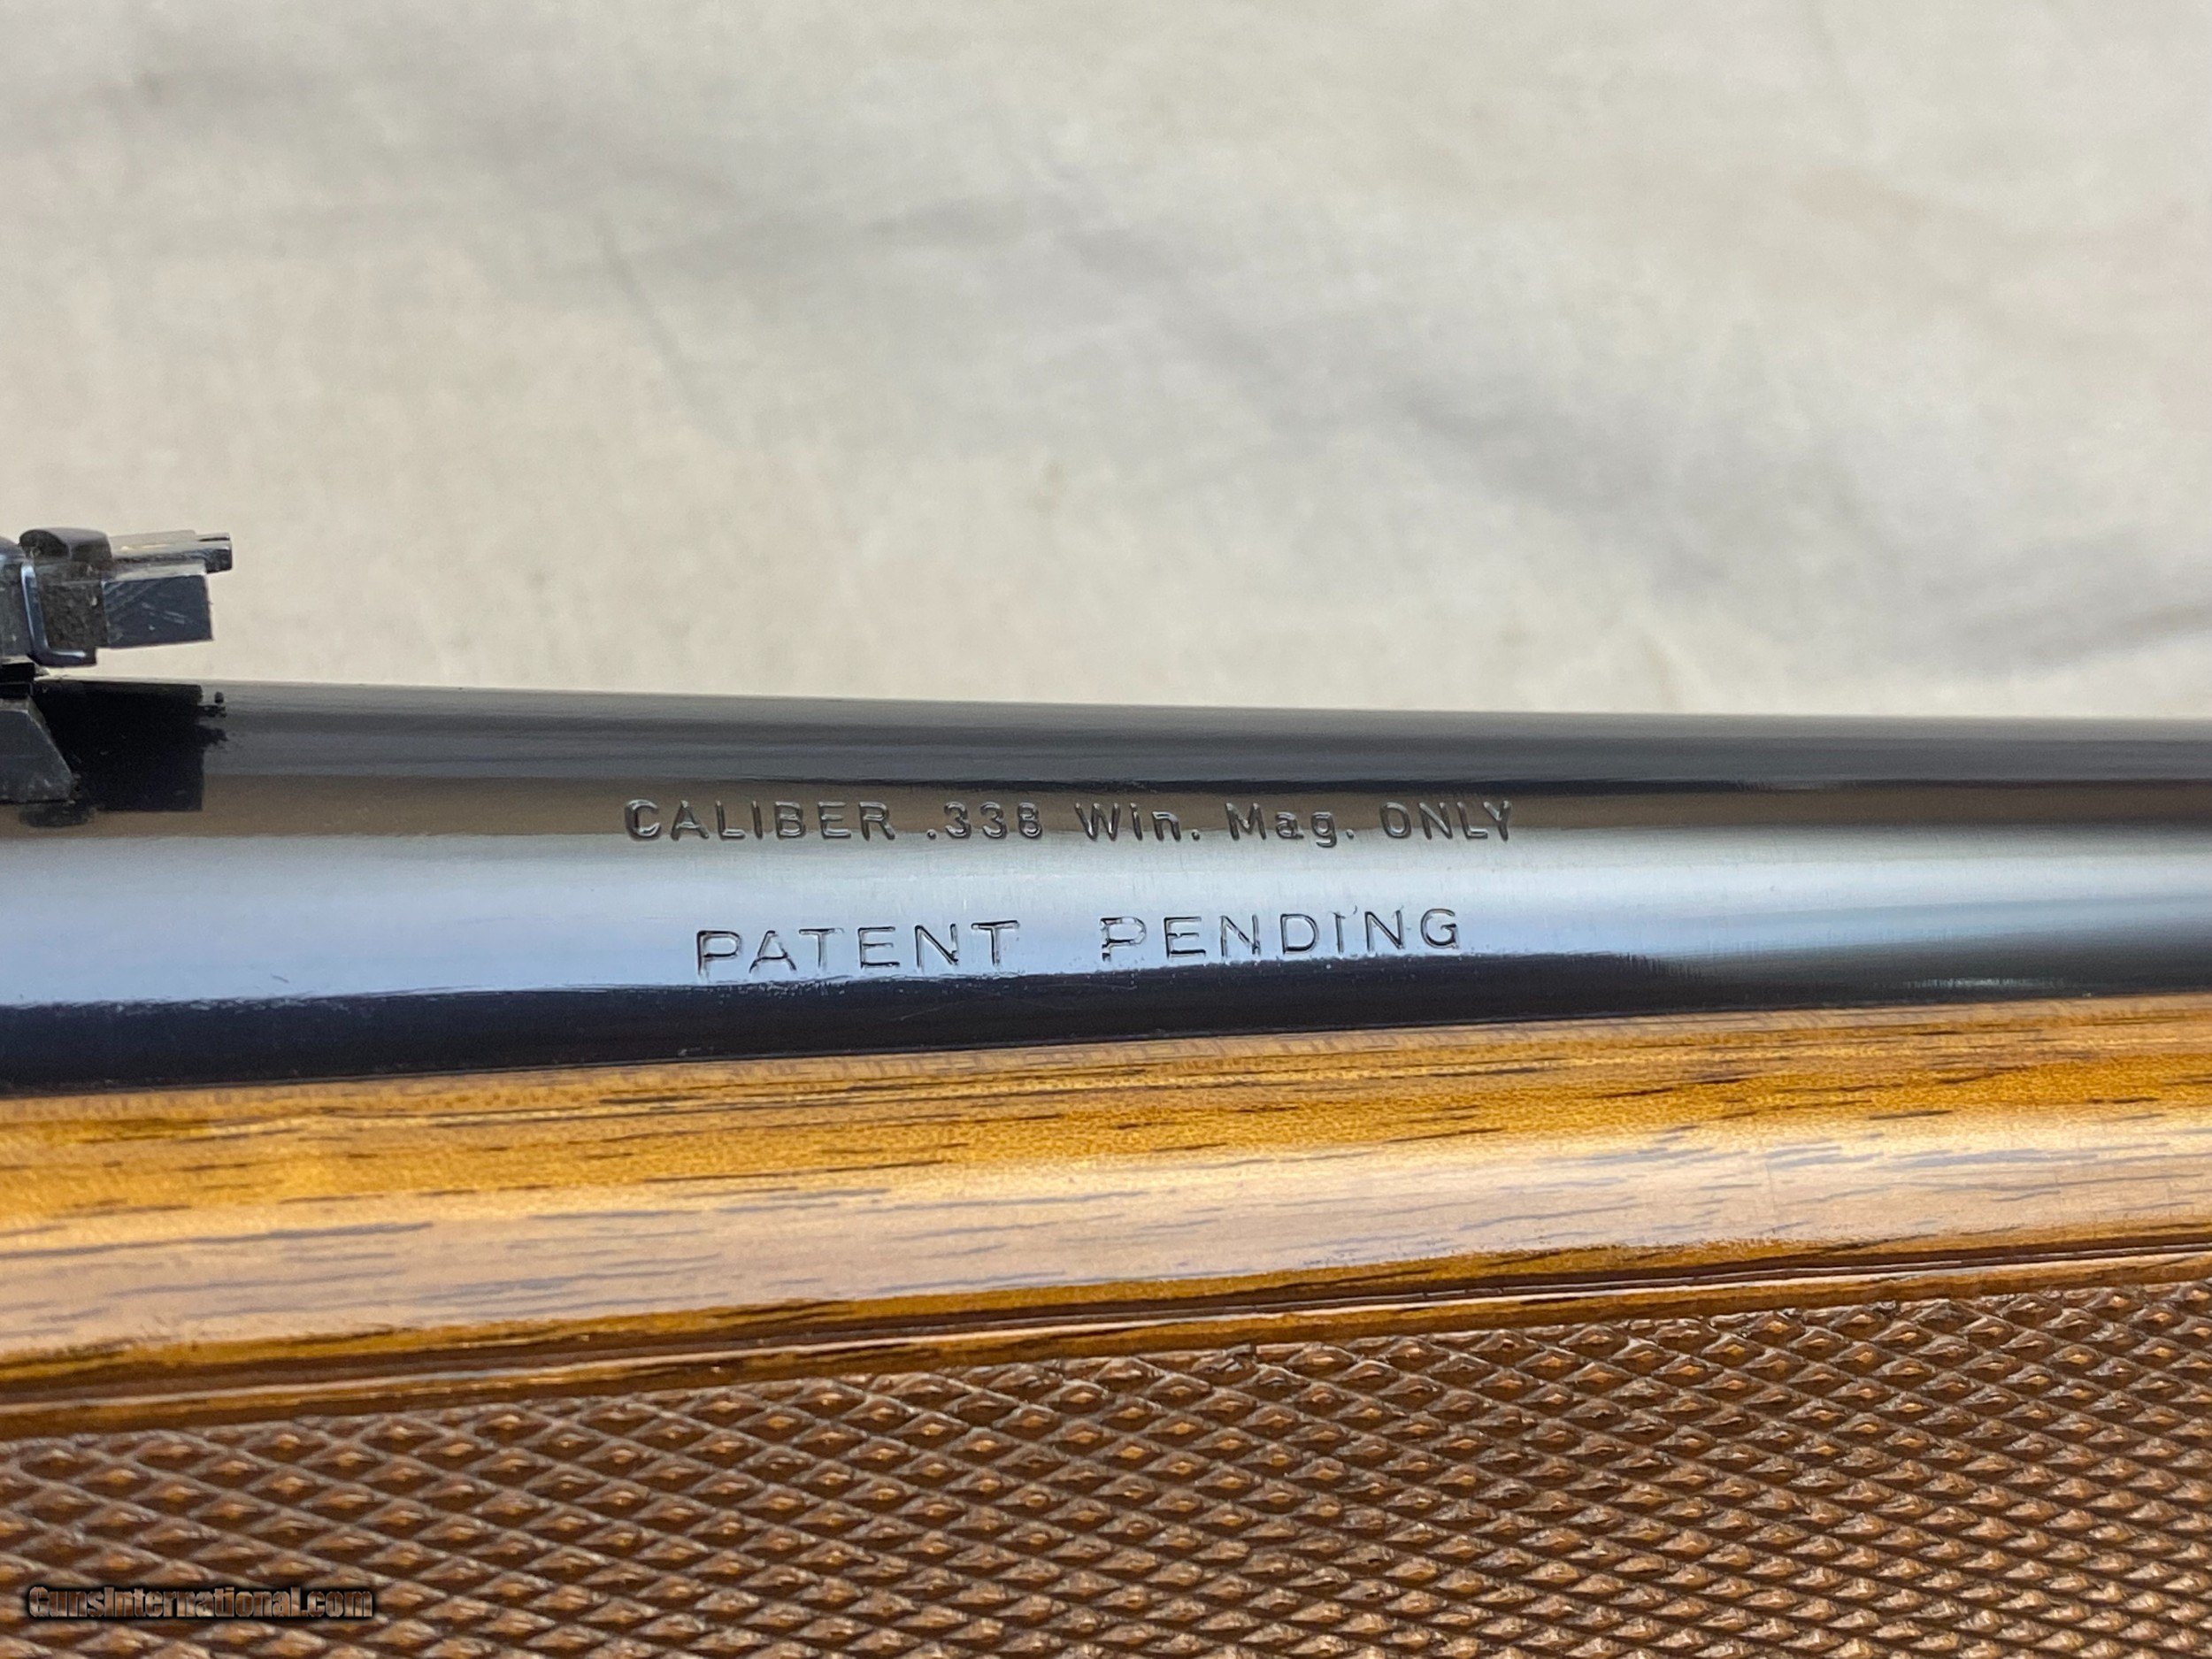 CALIBER .338 Win. Mag. ONLY
PATENT PENDING
GunsInternational.com